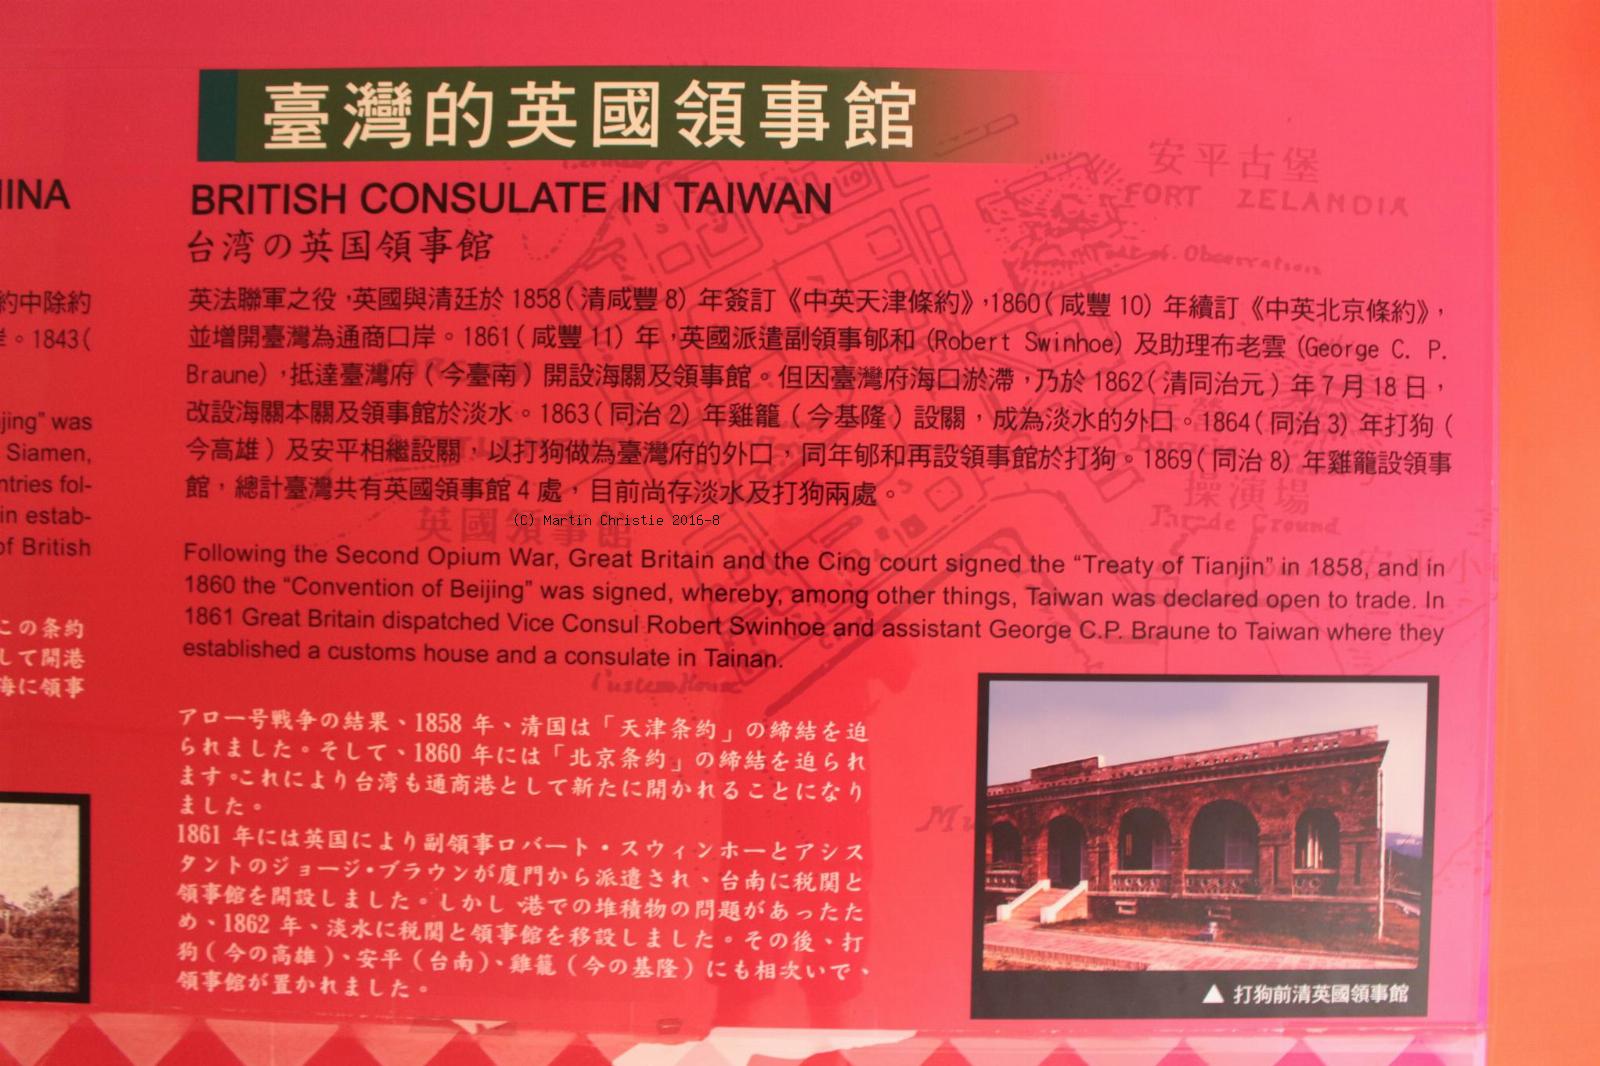 臺灣的英國領事館
BRITISH CONSULATE IN TAIWAN
台湾の英国領事館
英法聯軍之役,英國與清廷於 1858(清咸豐 8) 年簽訂《中英天津條約》,1860(咸豐 10) 年續訂《中英北京條約》,
並增開臺灣為通商口岸。1861(咸豐 11) 年,英國派遣副領事郇和 (Robert Swinhoe) 及助理布老雲 (George C. P.
Braune),抵達臺灣府(今臺南)開設海關及領事館。但因臺灣府海口淤滯,乃於 1862(清同治元)年 7 月 18 日,
改設海關本關及領事館於淡水。1863(同治 2) 年雞籠(今基隆)設關,成為淡水的外口。1864(同治 3) 年打狗(
今高雄)及安平相繼設關,以打狗做為臺灣府的外口,同年郇和再設領事館於打狗。1869(同治 8) 年雞籠設領事
館,總計臺灣共有英國領事館 4 處,目前尚存淡水及打狗兩處。
(C) Martin Christie 2016-8
Following the Second Opium War, Great Britain and the Cing court signed the “Treaty of Tianjin” in 1858, and in
1860 the “Convention of Beijing” was signed, whereby, among other things, Taiwan was declared open to trade. In
1861 Great Britain dispatched Vice Consul Robert Swinhoe and assistant George C.P. Braune to Taiwan where they
established a customs house and a consulate in Tainan.
アロー号戦争の結果、1858 年、清国は「天津条約」の締結を迫
られました。そして、1860 年には「北京条約」の締結を迫られ
ます。これにより台湾も通商港として新たに開かれることになり
ました。
1861 年には英国により副領事ロバート・スウィンホーとアシス
タントのジョージ・ブラウンが廈門から派遣され、台南に税関と
領事館を開設しました。しかし、港での堆積物の問題があったた
め、1862 年、淡水に税関と領事館を移設しました。その後、打
狗(今の高雄)、安平(台南)、雞籠(今の基隆)にも相次いで、
領事館が置かれました。
▲ 打狗前清英國領事館
安平古堡
FORT ZELANDIA
of Observation
英國領事館
操演場
Parade Ground
安平小
Custom House
INA
約中除約
。1843(
jing” was
Siamen,
ntries fol-
in estab-
of British
この条約
して開港
海に領事